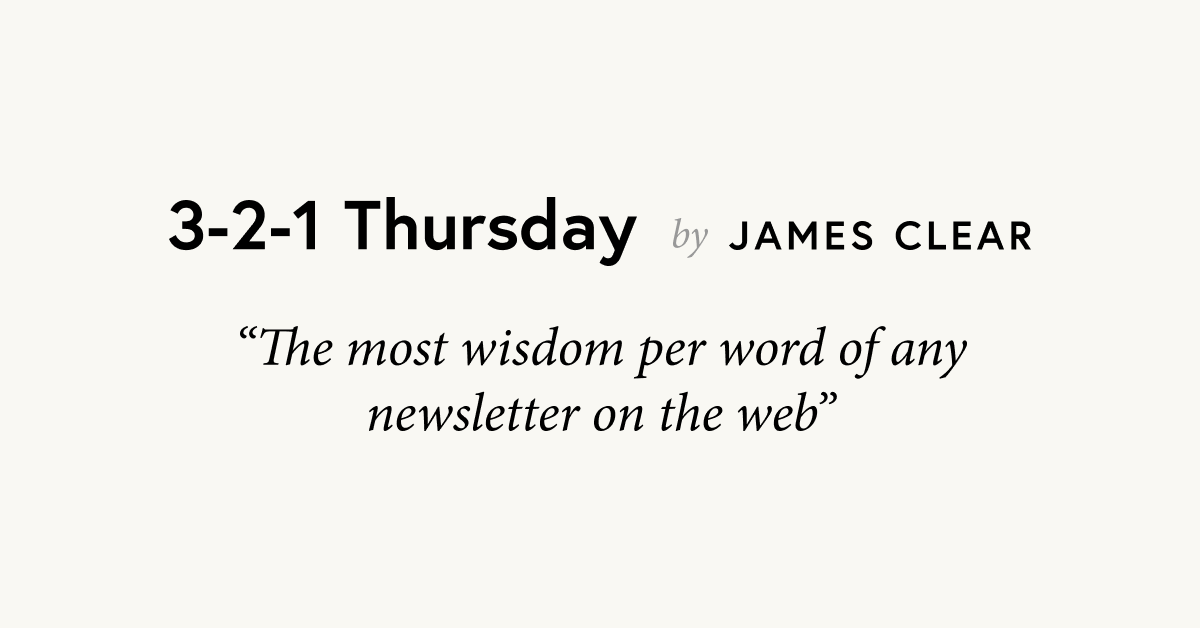 3-2-1 Thursday by JAMES CLEAR
“The most wisdom per word of any
newsletter on the web”